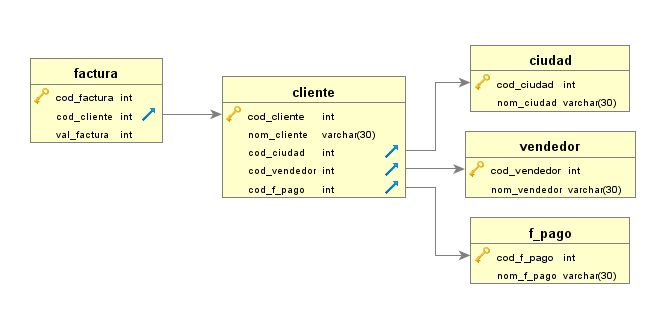 factura
cod_factura int
cod_cliente int
val_factura int
cliente
cod_cliente int
nom_cliente varchar(30)
cod_ciudad int
cod_vendedor int
cod_f_pago int
ciudad
cod_ciudad int
nom_ciudad varchar(30)
vendedor
cod_vendedor int
nom_vendedor varchar(30)
f_pago
cod_f_pago int
nom_f_pago varchar(30)